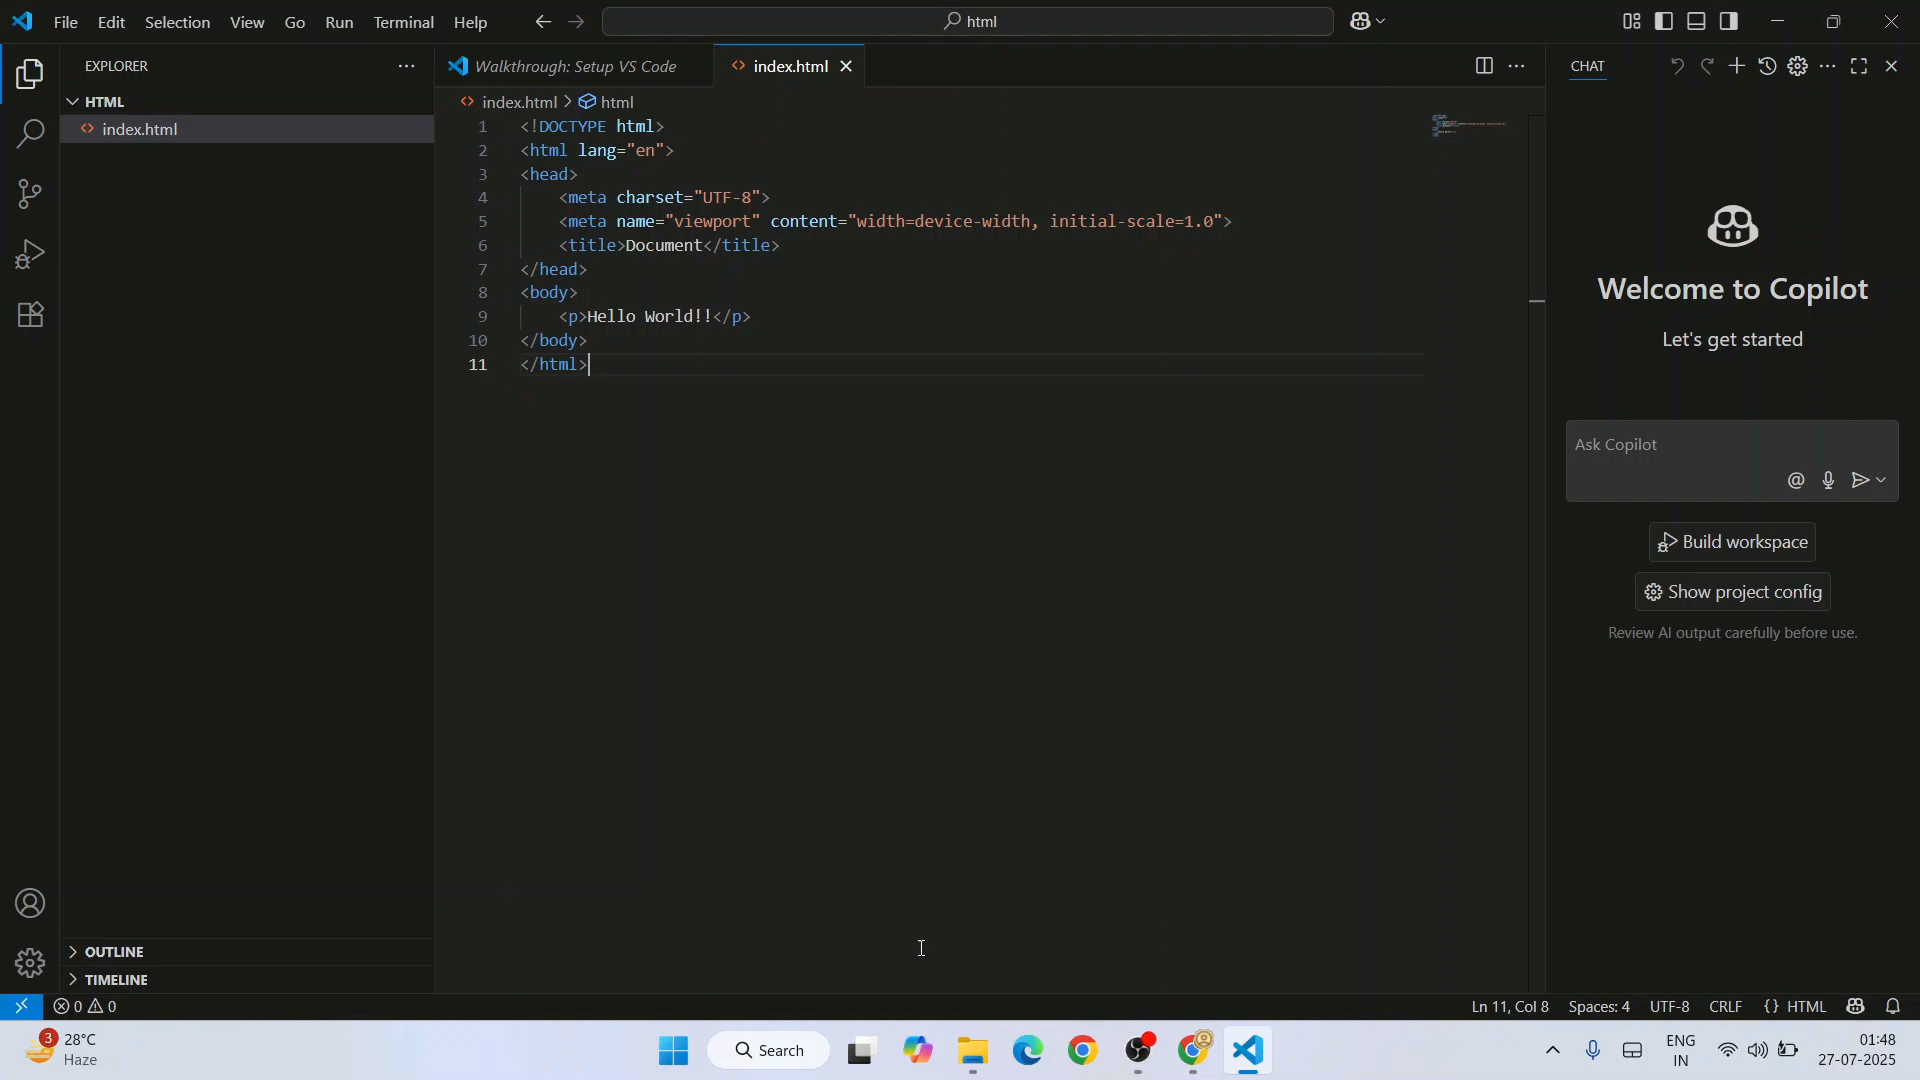 File Edit Selection View Go Run Terminal Help
html
EXPLORER
HTML
index.html
Walkthrough: Setup VS Code
index.html
index.html > html
1 <!DOCTYPE html>
2 <html lang="en">
3 <head>
4 <meta charset="UTF-8">
5 <meta name="viewport" content="width=device-width, initial-scale=1.0">
6 <title>Document</title>
7 </head>
8 <body>
9 <p>Hello World!!</p>
10 </body>
11 </html>
CHAT
Welcome to Copilot
Let's get started
Ask Copilot
@
Build workspace
Show project config
Review AI output carefully before use.
OUTLINE
TIMELINE
0 0
Ln 11, Col 8 Spaces: 4 UTF-8 CRLF {} HTML
3
28°C
Haze
Search
ENG
IN
01:48
27-07-2025